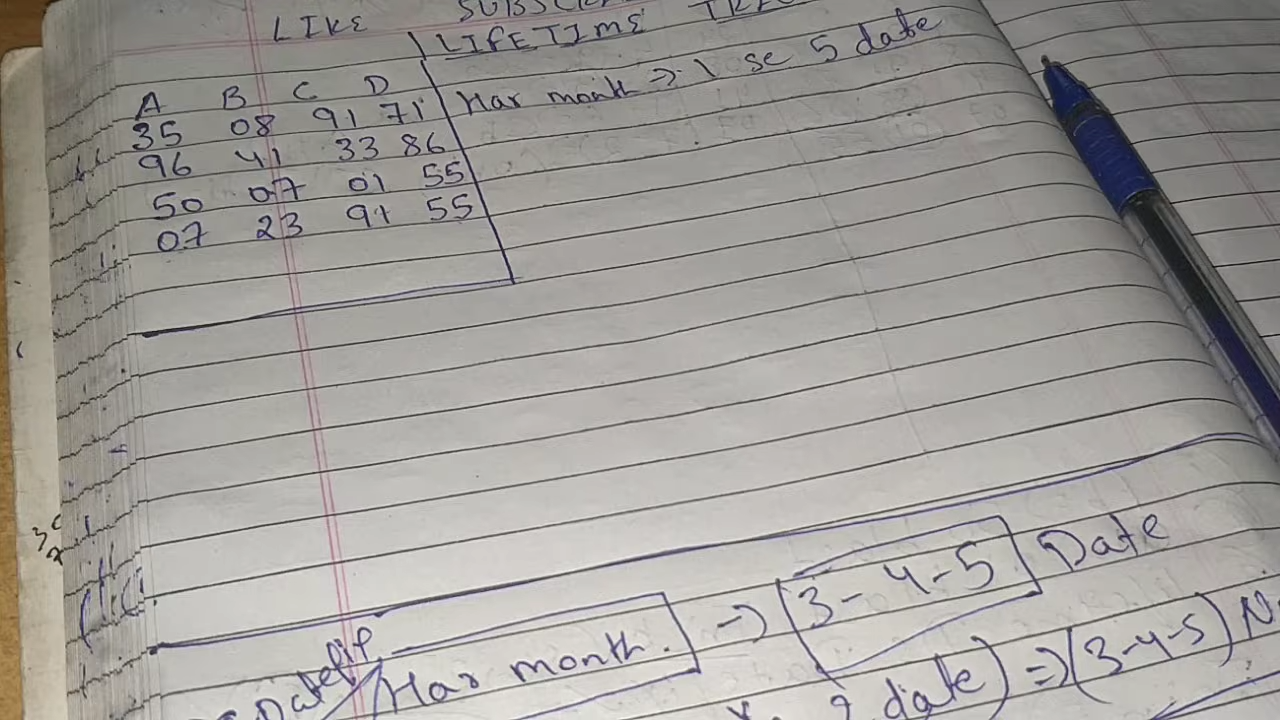 LIKE
LIFETIME
A B C D
35 08 91 71
96 41 33 86
50 07 01 55
07 23 91 55
Har month => 1 se 5 date
Har month. -> 3-4-5 Date
date) => (3-4-5)